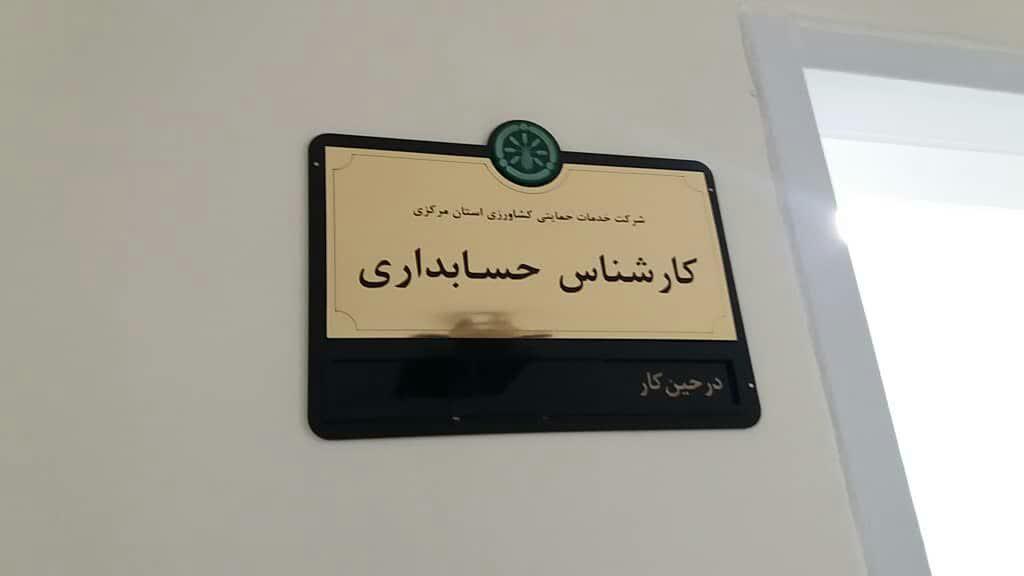 شرکت خدمات حمایتی کشاورزی استان مرکزی
کارشناس حسابداری
درحین‌کار